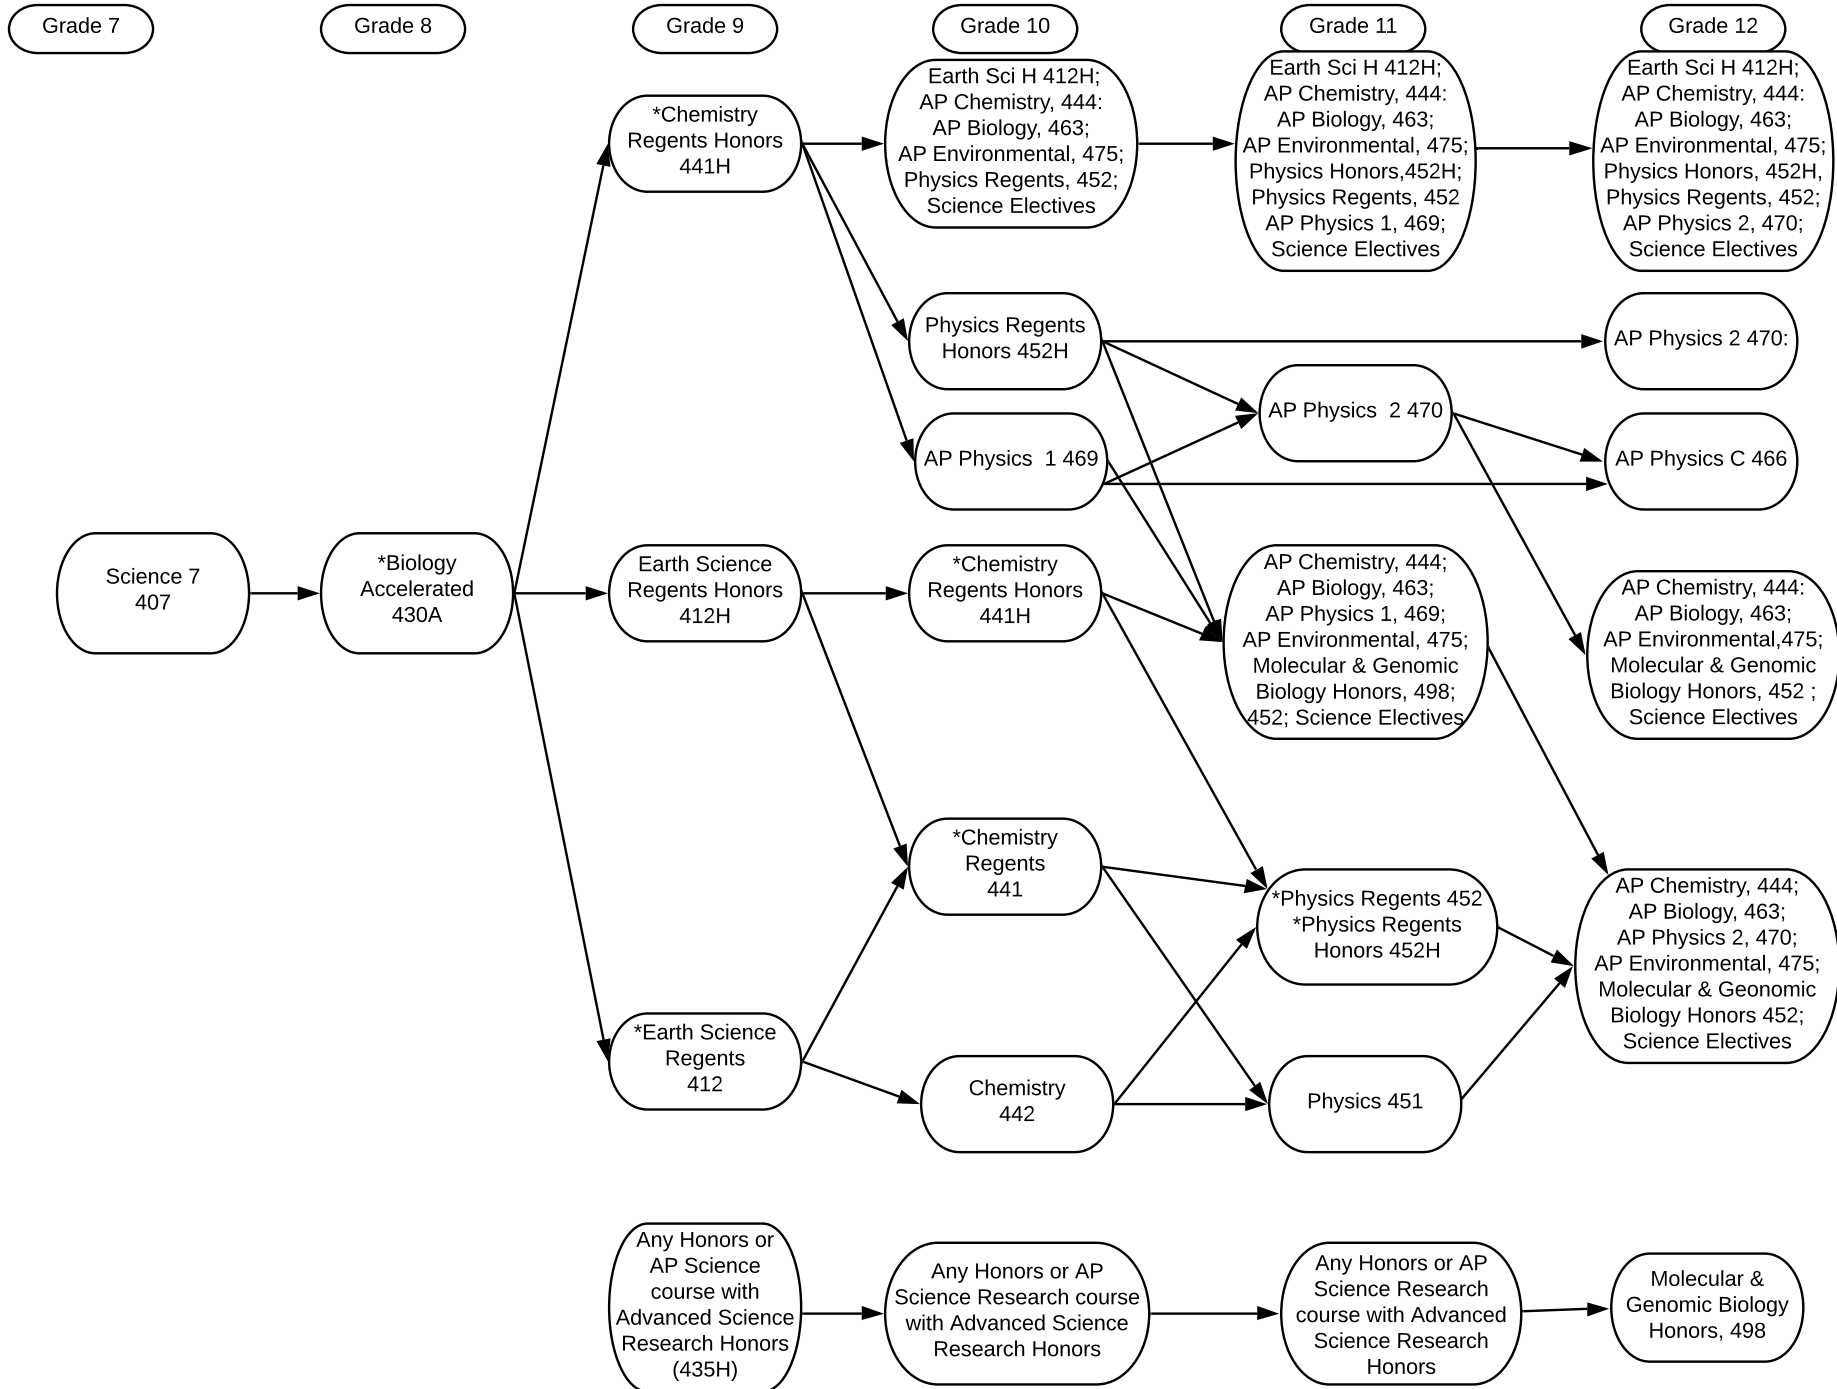 Grade 7
Grade 8
Grade 9
Grade 10
Grade 11
Grade 12
*Chemistry
Regents Honors
441H
Earth Sci H 412H;
AP Chemistry, 444:
AP Biology, 463;
AP Environmental, 475;
Physics Regents, 452;
Science Electives
Earth Sci H 412H;
AP Chemistry, 444:
AP Biology, 463;
AP Environmental, 475;
Physics Honors,452H;
Physics Regents, 452
AP Physics 1, 469;
Science Electives
Earth Sci H 412H;
AP Chemistry, 444:
AP Biology, 463;
AP Environmental, 475;
Physics Honors, 452H,
Physics Regents, 452;
AP Physics 2, 470;
Science Electives
Physics Regents
Honors 452H
AP Physics 2 470:
AP Physics  2 470
AP Physics  1 469
AP Physics C 466
Science 7
407
*Biology
Accelerated
430A
Earth Science
Regents Honors
412H
*Chemistry
Regents Honors
441H
AP Chemistry, 444;
AP Biology, 463;
AP Physics 1, 469;
AP Environmental, 475;
Molecular & Genomic
Biology Honors, 498;
452; Science Electives
AP Chemistry, 444:
AP Biology, 463;
AP Environmental,475;
Molecular & Genomic
Biology Honors, 452 ;
Science Electives
*Chemistry
Regents
441
*Physics Regents 452
*Physics Regents
Honors 452H
AP Chemistry, 444;
AP Biology, 463;
AP Physics 2, 470;
AP Environmental, 475;
Molecular & Geonomic
Biology Honors 452;
Science Electives
*Earth Science
Regents
412
Chemistry
442
Physics 451
Any Honors or
AP Science
course with
Advanced Science
Research Honors
(435H)
Any Honors or AP
Science Research course
with Advanced Science
Research Honors
Any Honors or AP
Science Research
course with Advanced
Science Research
Honors
Molecular &
Genomic Biology
Honors, 498